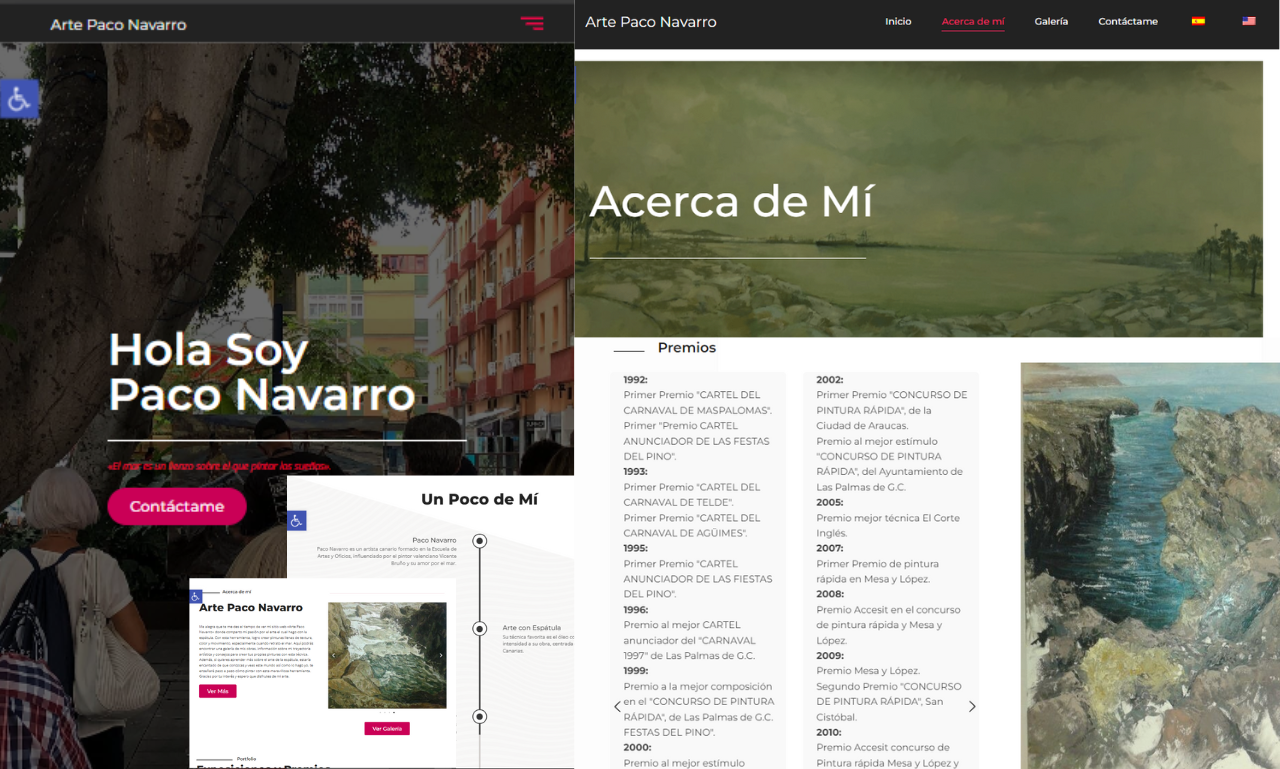 Arte Paco Navarro
Hola Soy
Paco Navarro
«El mar es un lienzo sobre el que pintar los sueños».
Contáctame
Un Poco de Mí
Paco Navarro
Paco Navarro es un artista canario formado en la Escuela de
Artes y Oficios, influenciado por el pintor valenciano Vicente
Bruño y su amor por el mar.
Arte con Espátula
Su técnica favorita es el óleo co
intensidad a su obra, centrada
Canarias
Acerca de mí
Arte Paco Navarro
Ver Más
Ver Galería
Portfolio
Exposiciones y Premios
Arte Paco Navarro
Inicio
Acerca de mí
Galería
Contáctame
Acerca de Mí
Premios
1992:
Primer Premio "CARTEL DEL
CARNAVAL DE MASPALOMAS".
Primer "Premio CARTEL
ANUNCIADOR DE LAS FESTAS
DEL PINO".
1993:
Primer Premio "CARTEL DEL
CARNAVAL DE TELDE".
Primer Premio "CARTEL DEL
CARNAVAL DE AGÜIMES".
1995:
Primer Premio "CARTEL
ANUNCIADOR DE LAS FIESTAS
DEL PINO".
1996:
Premio al mejor CARTEL
anunciador del "CARNAVAL
1997" de Las Palmas de G.C.
1999:
Premio a la mejor composición
en el "CONCURSO DE PINTURA
RÁPIDA", de Las Palmas de G.C.
FESTAS DEL PINO".
2000:
Premio al mejor estímulo
2002:
Primer Premio "CONCURSO DE
PINTURA RÁPIDA", de la
Ciudad de Araucas.
Premio al mejor estímulo
"CONCURSO DE PINTURA
RÁPIDA", del Ayuntamiento de
Las Palmas de G.C.
2005:
Premio mejor técnica El Corte
Inglés.
2007:
Primer Premio de pintura
rápida en Mesa y López.
2008:
Premio Accesit en el concurso
de pintura rápida y Mesa y
López.
2009:
Premio Mesa y López.
Segundo Premio "CONCURSO
DE PINTURA RÁPIDA", San
Cistóbal.
2010:
Premio Accesit concurso de
Pintura rápida Mesa y López y